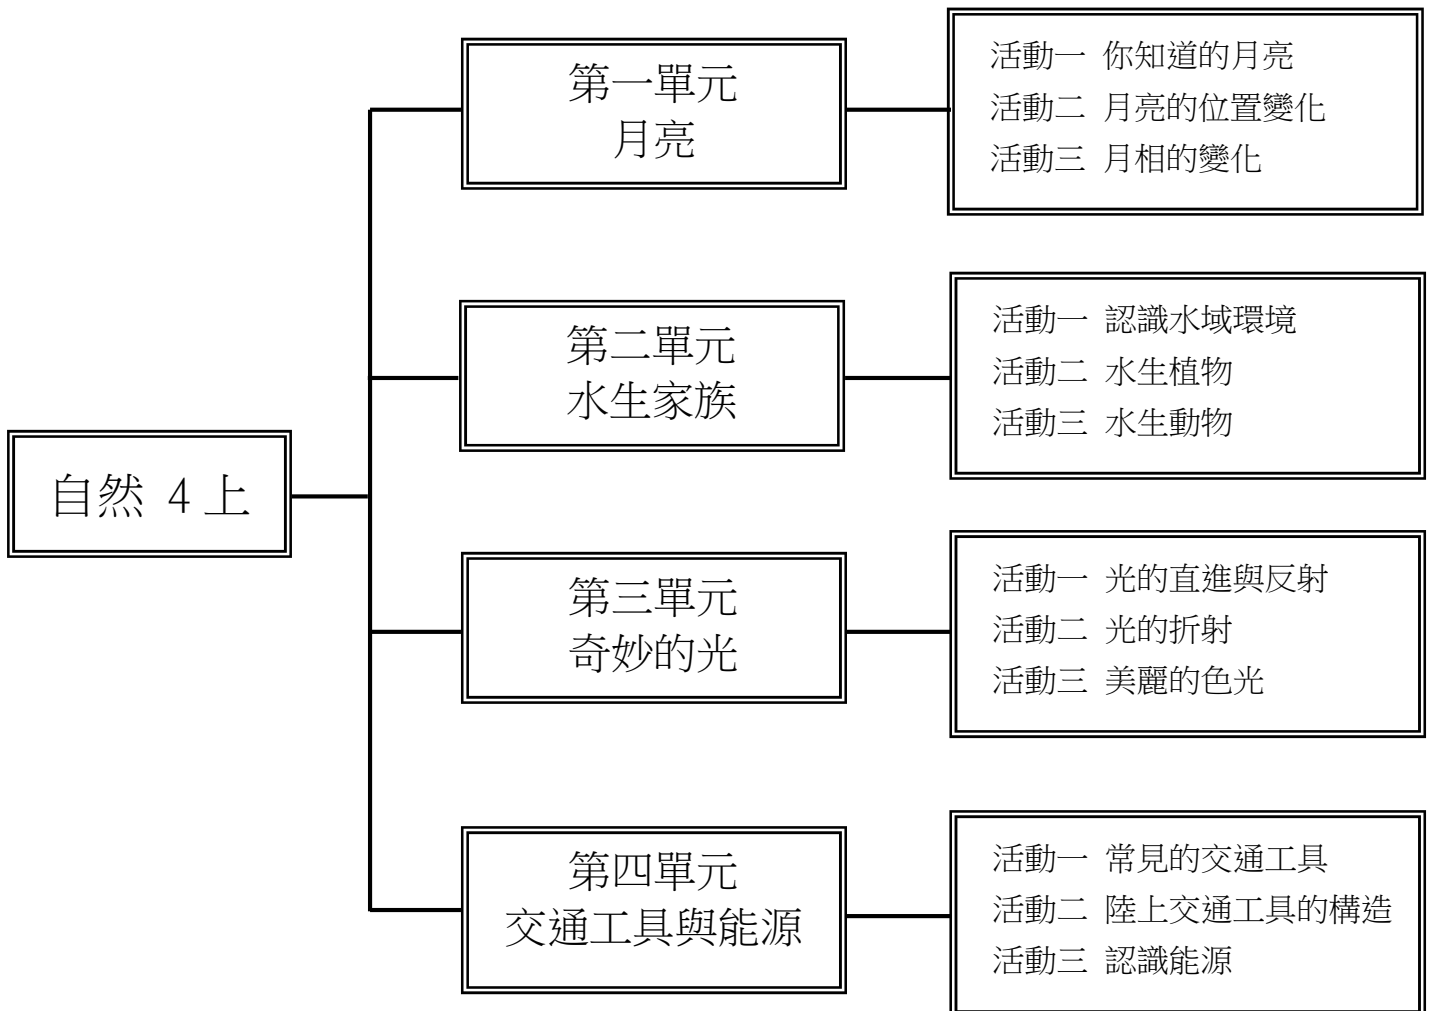 自然 4上
第一單元
月亮
活動一 你知道的月亮
活動二 月亮的位置變化
活動三 月相的變化
第二單元
水生家族
活動一 認識水域環境
活動二 水生植物
活動三 水生動物
第三單元
奇妙的光
活動一 光的直進與反射
活動二 光的折射
活動三 美麗的色光
第四單元
交通工具與能源
活動一 常見的交通工具
活動二 陸上交通工具的構造
活動三 認識能源